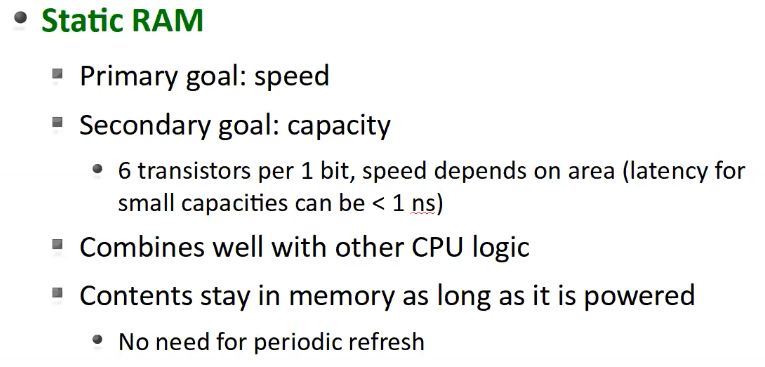 Static RAM
Primary goal: speed
Secondary goal: capacity
6 transistors per 1 bit, speed depends on area (latency for
small capacities can be < 1 ns)
Combines well with other CPU logic
Contents stay in memory as long as it is powered
No need for periodic refresh